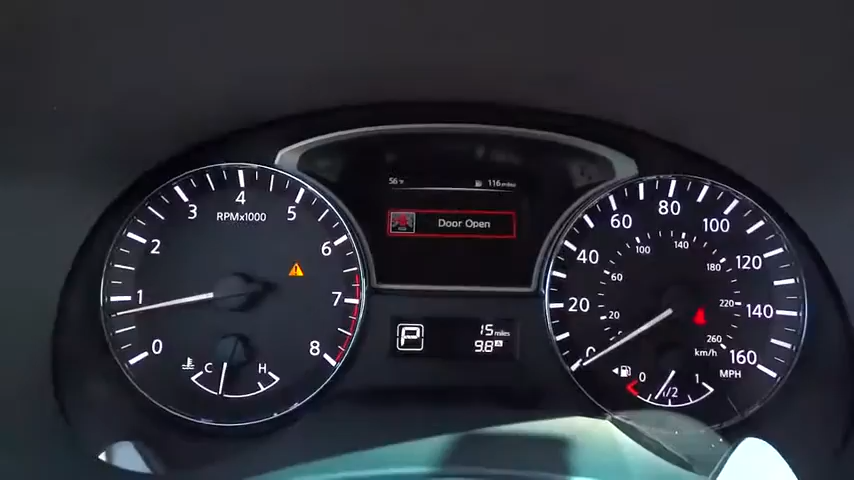 56°F 116 miles
Door Open
RPMx1000
0 1 2 3 4 5 6 7 8
C H
P
15 miles
9.8 A
0 20 40 60 80 100 120 140 160
20 60 100 140 180 220 260
km/h
MPH
0 1/2 1